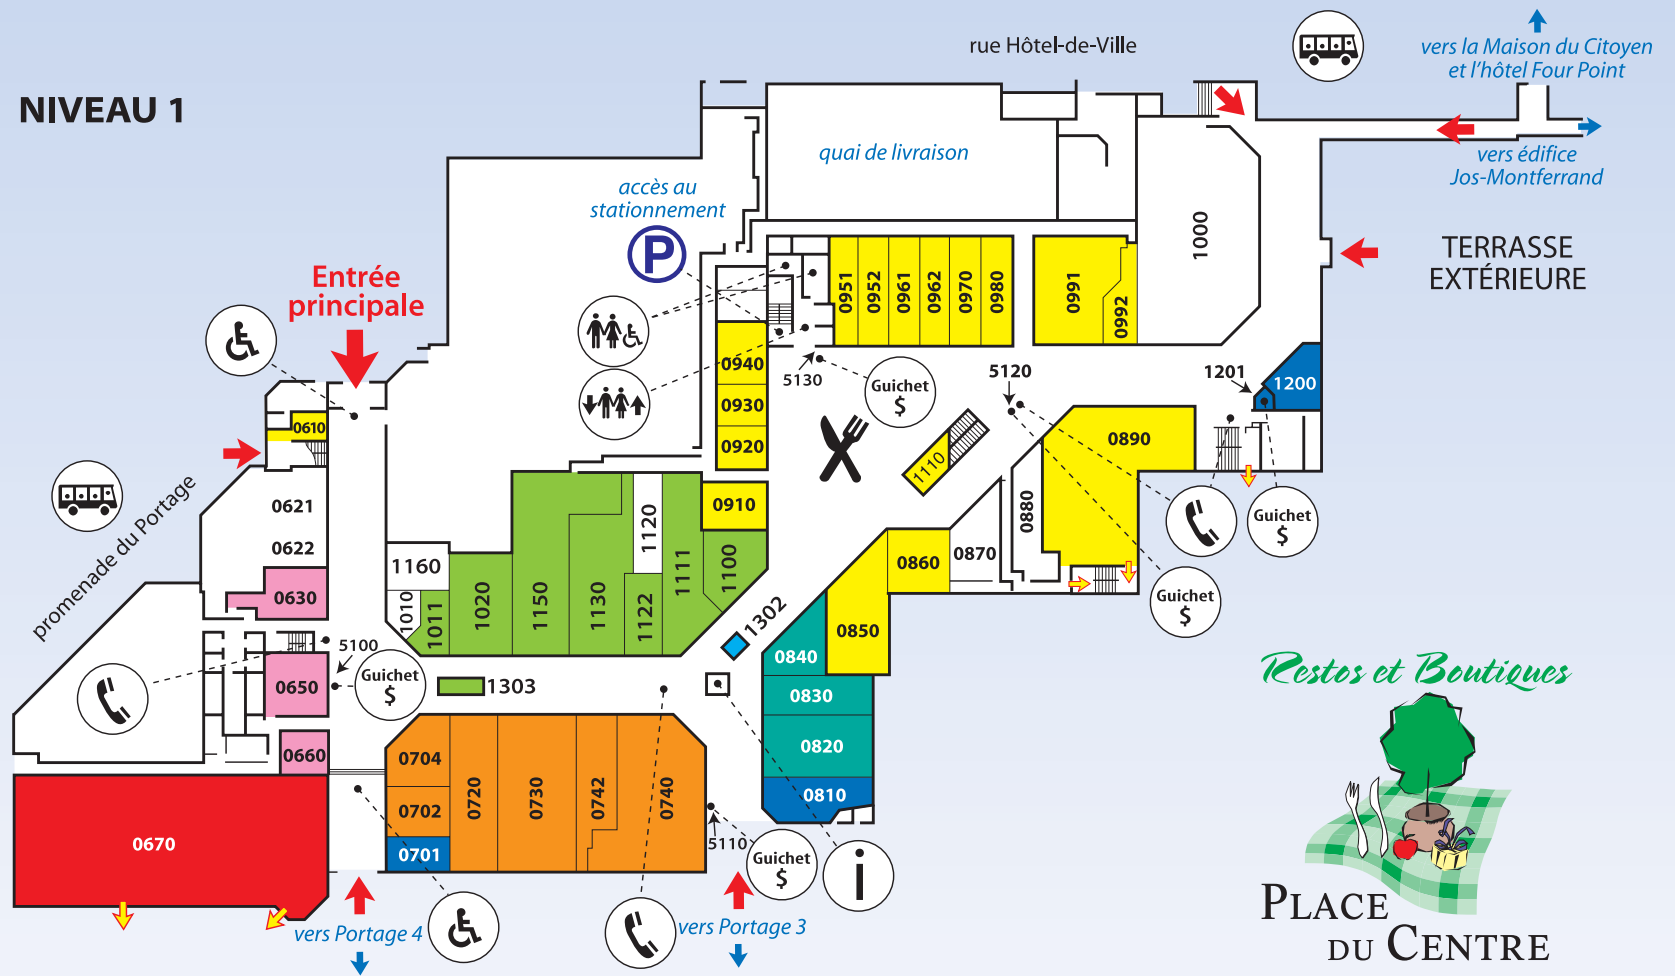 NIVEAU 1
rue Hôtel-de-Ville
vers la Maison du Citoyen
et l'hôtel Four Point
quai de livraison
vers édifice
Jos-Montferrand
accès au
stationnement
P
1000
TERRASSE
EXTÉRIEURE
Entrée
principale
0951
0952
0961
0962
0970
0980
0991
0992
0940
0930
0920
5130
Guichet
$
5120
1201
1200
0610
0890
1110
0910
promenade du Portage
0621
0622
0880
Guichet
$
1160
1010
1011
1020
1150
1130
1120
1122
1111
1100
0860
0870
0630
1302
0850
Guichet
$
5100
0650
Guichet
$
1303
0840
0830
0820
0810
0660
0704
0702
0701
0720
0730
0742
0740
0670
5110
Guichet
$
i
vers Portage 4
vers Portage 3
Restos et Boutiques
PLACE
DU CENTRE